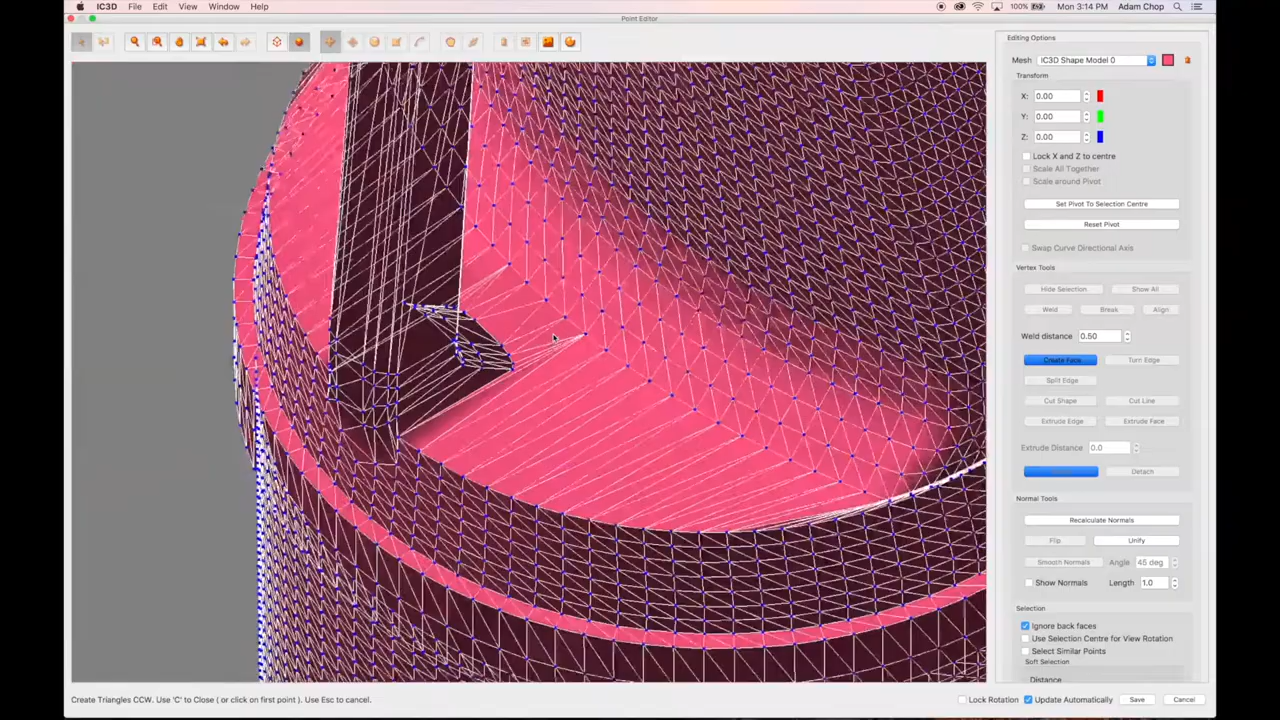 IC3D File Edit View Window Help 100% Mon 3:14 PM Adam Chop
Point Editor
Editing Options
Mesh IC3D Shape Model 0
Transform
X: 0.00
Y: 0.00
Z: 0.00
Lock X and Z to centre
Scale All Together
Scale around Pivot
Set Pivot To Selection Centre
Reset Pivot
Swap Curve Directional Axis
Vertex Tools
Hide Selection Show All
Weld Break Align
Weld distance 0.50
Create Face Turn Edge
Split Edge
Cut Shape Cut Line
Extrude Edge Extrude Face
Extrude Distance 0.0
Detach
Normal Tools
Recalculate Normals
Flip Unify
Smooth Normals Angle 45 deg
Show Normals Length 1.0
Selection
Ignore back faces
Use Selection Centre for View Rotation
Select Similar Points
Soft Selection
Distance
Create Triangles CCW. Use 'C' to Close ( or click on first point ). Use Esc to cancel. Lock Rotation Update Automatically Save Cancel